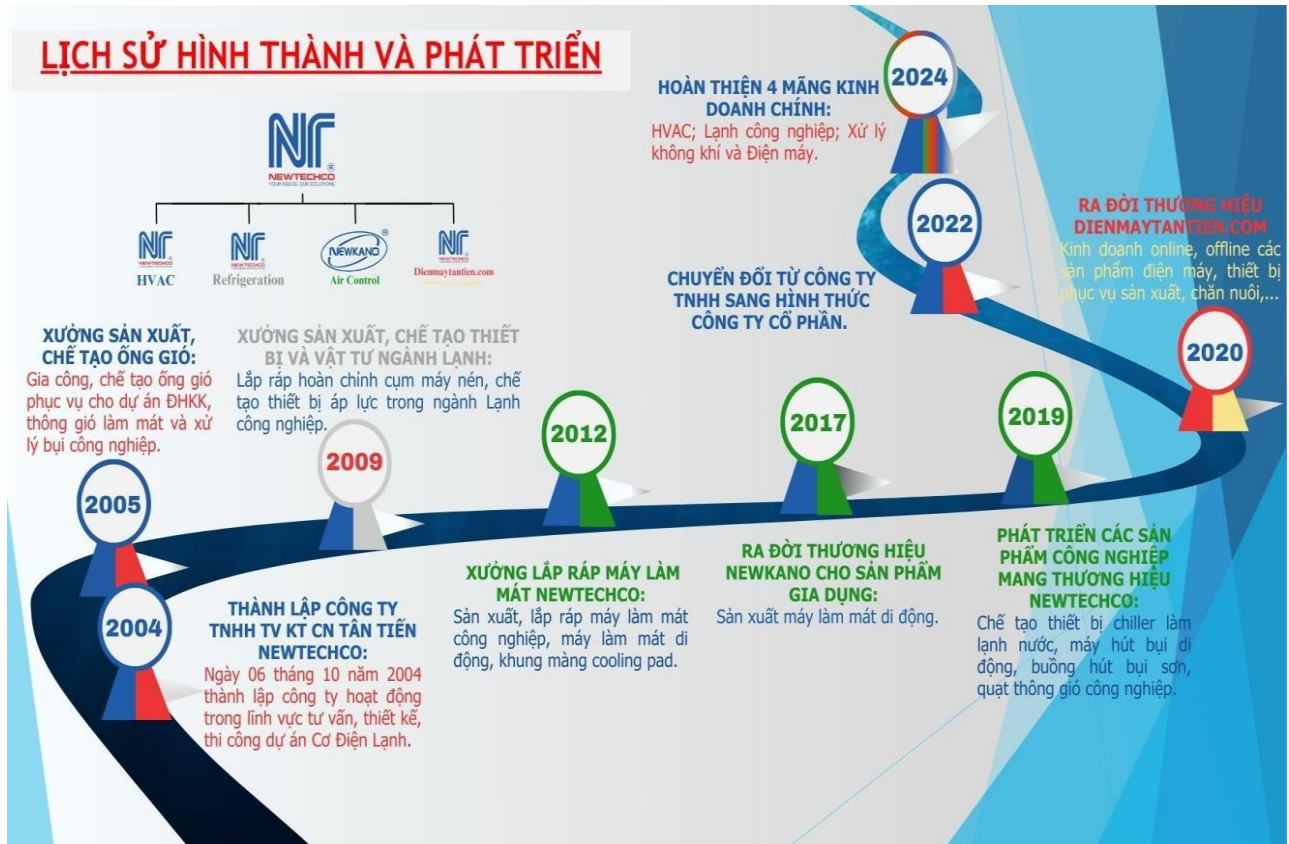 LỊCH SỬ HÌNH THÀNH VÀ PHÁT TRIỂN
NEWTECHCO
YOUR NEEDS, OUR SOLUTIONS
NEWTECHCO
HVAC
NEWTECHCO
Refrigeration
NEWKANO
Air Control
NEWTECHCO
Dienmaytantien.com
XƯỞNG SẢN XUẤT,
CHẾ TẠO ỐNG GIÓ:
Gia công, chế tạo ống gió
phục vụ cho dự án ĐHKK,
thông gió làm mát và xử
lý bụi công nghiệp.
2005
2004
THÀNH LẬP CÔNG TY
TNHH TV KT CN TÂN TIẾN
NEWTECHCO:
Ngày 06 tháng 10 năm 2004
thành lập công ty hoạt động
trong lĩnh vực tư vấn, thiết kế,
thi công dự án Cơ Điện Lạnh.
XƯỞNG SẢN XUẤT, CHẾ TẠO THIẾT
BỊ VÀ VẬT TƯ NGÀNH LẠNH:
Lắp ráp hoàn chỉnh cụm máy nén, chế
tạo thiết bị áp lực trong ngành Lạnh
công nghiệp.
2009
2012
XƯỞNG LẮP RÁP MÁY LÀM
MÁT NEWTECHCO:
Sản xuất, lắp ráp máy làm mát
công nghiệp, máy làm mát di
động, khung màng cooling pad.
2017
RA ĐỜI THƯƠNG HIỆU
NEWKANO CHO SẢN PHẨM
GIA DỤNG:
Sản xuất máy làm mát di động.
2019
PHÁT TRIỂN CÁC SẢN
PHẨM CÔNG NGHIỆP
MANG THƯƠNG HIỆU
NEWTECHCO:
Chế tạo thiết bị chiller làm
lạnh nước, máy hút bụi di
động, buồng hút bụi sơn,
quạt thông gió công nghiệp.
RA ĐỜI THƯƠNG HIỆU
DIENMAYTANTIEN.COM
Kinh doanh online, offline các
sản phẩm điện máy, thiết bị
phục vụ sản xuất, chăn nuôi,...
2020
CHUYỂN ĐỔI TỪ CÔNG TY
TNHH SANG HÌNH THỨC
CÔNG TY CỔ PHẦN.
2022
HOÀN THIỆN 4 MÃNG KINH
DOANH CHÍNH:
HVAC; Lạnh công nghiệp; Xử lý
không khí và Điện máy.
2024